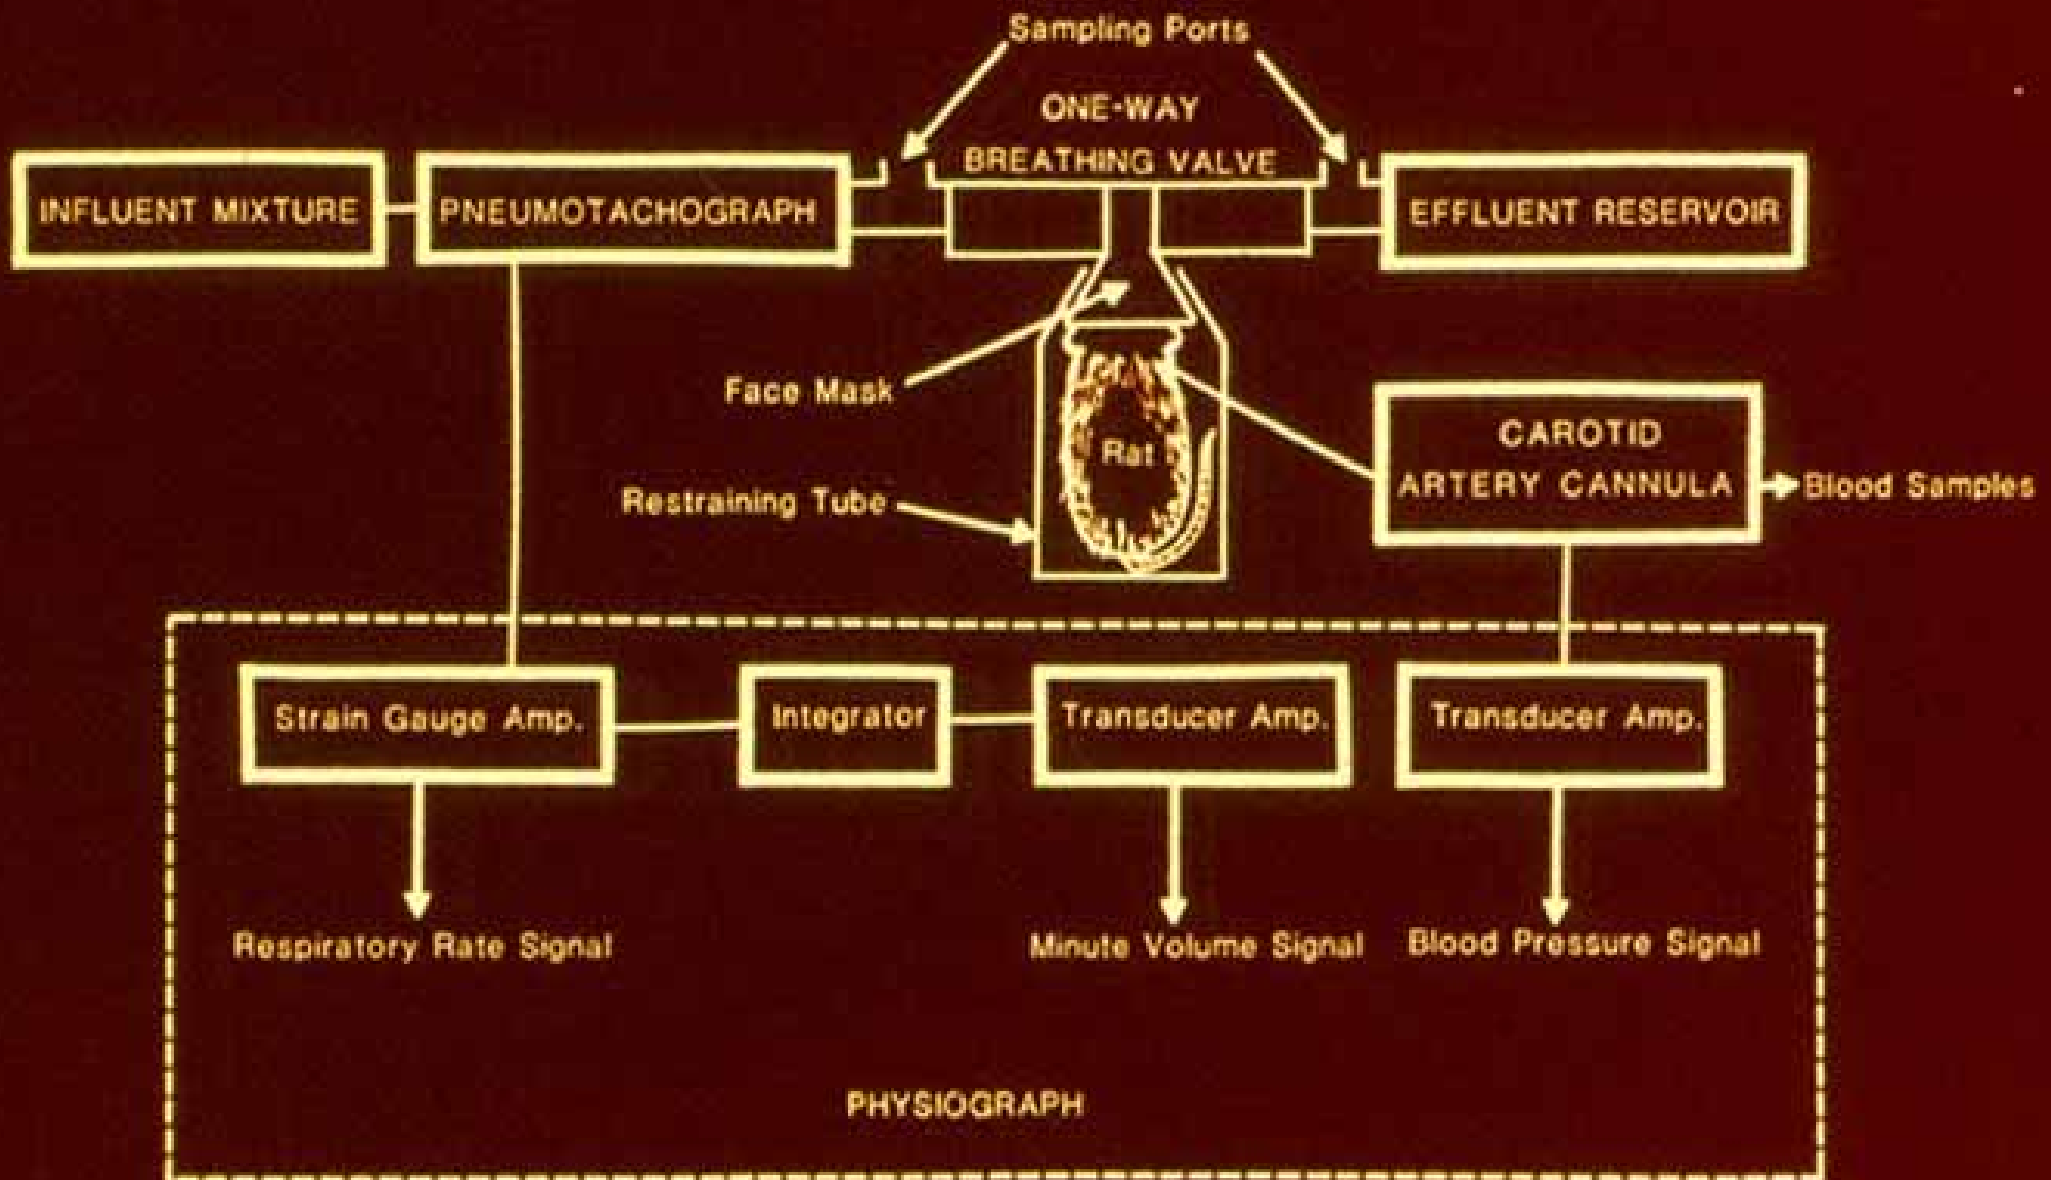 Sampling Ports
ONE-WAY
BREATHING VALVE
INFLUENT MIXTURE
PNEUMOTACHOGRAPH
EFFLUENT RESERVOIR
Face Mask
Rat
CAROTID
ARTERY CANNULA
Blood Samples
Restraining Tube
Strain Gauge Amp.
Integrator
Transducer Amp.
Transducer Amp.
Respiratory Rate Signal
Minute Volume Signal
Blood Pressure Signal
PHYSIOGRAPH